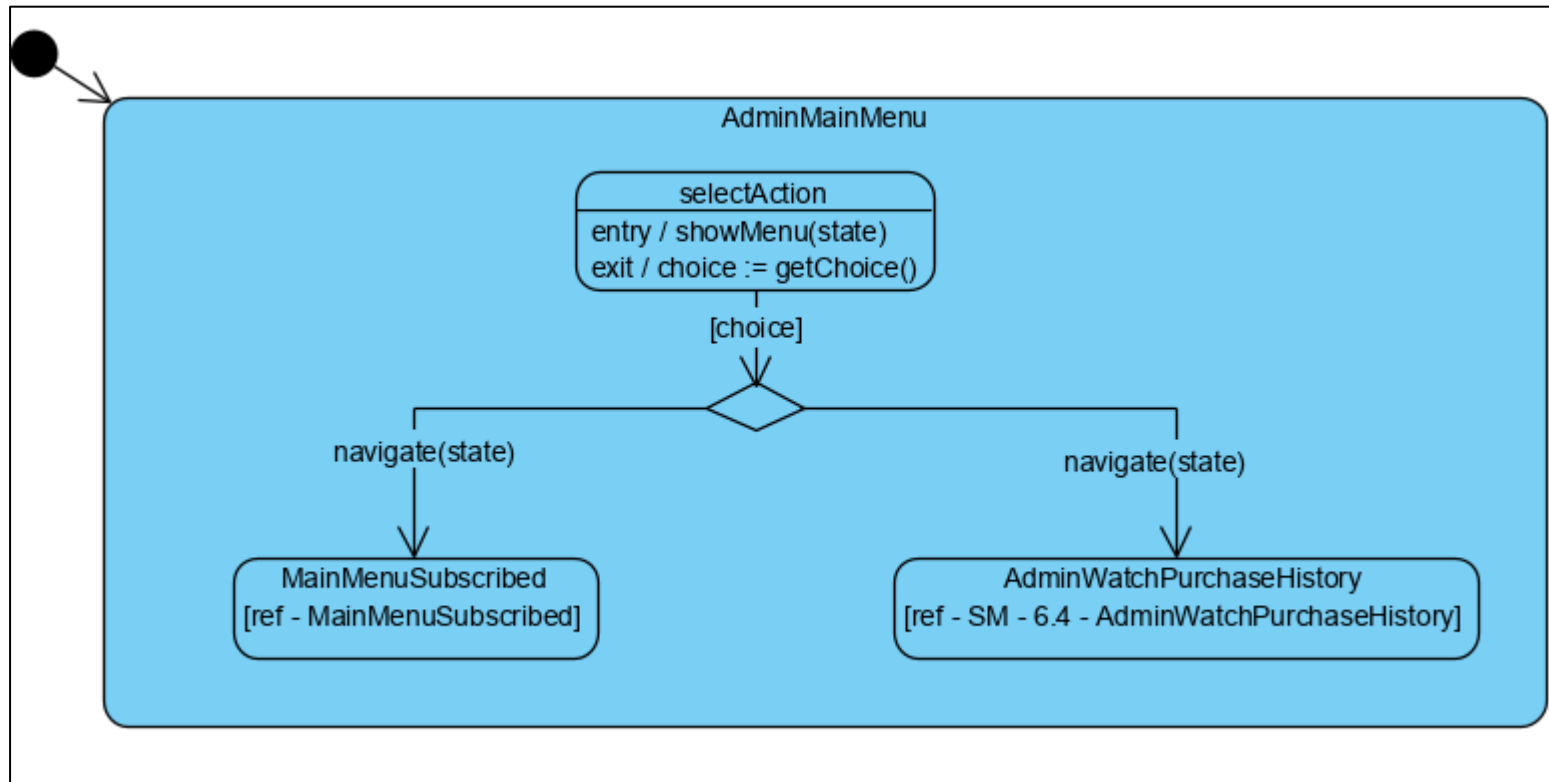 AdminMainMenu
selectAction
entry / showMenu(state)
exit / choice := getChoice()
[choice]
navigate(state)
navigate(state)
MainMenuSubscribed
[ref - MainMenuSubscribed]
AdminWatchPurchaseHistory
[ref - SM - 6.4 - AdminWatchPurchaseHistory]